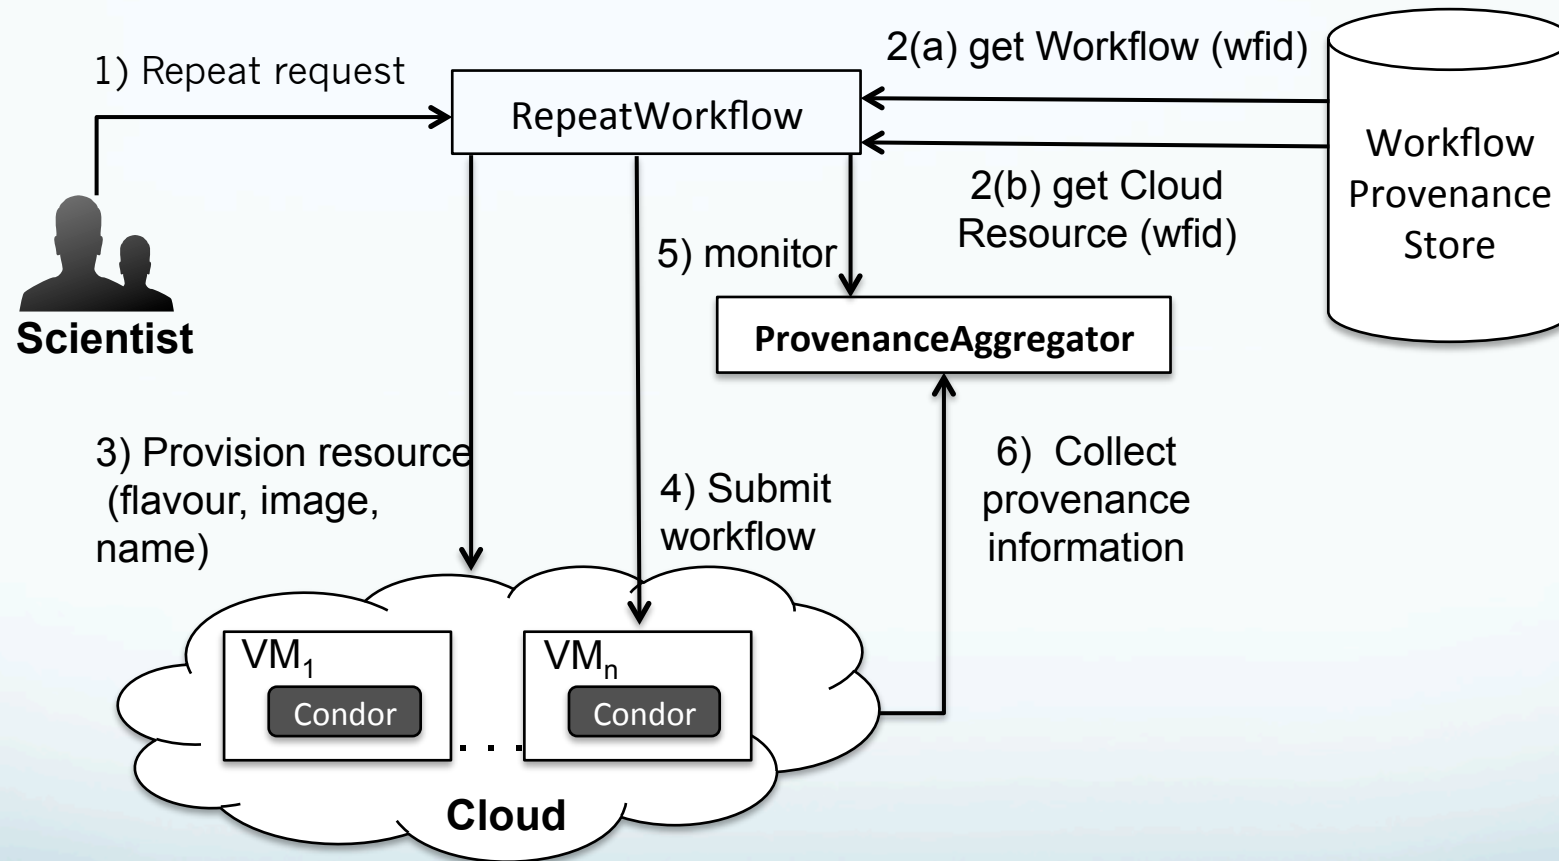 1) Repeat request
RepeatWorkflow
2(a) get Workflow (wfid)
2(b) get Cloud
Resource (wfid)
Workflow
Provenance
Store
Scientist
5) monitor
ProvenanceAggregator
3) Provision resource
(flavour, image,
name)
4) Submit
workflow
6) Collect
provenance
information
VM1
Condor
. . .
VMn
Condor
Cloud